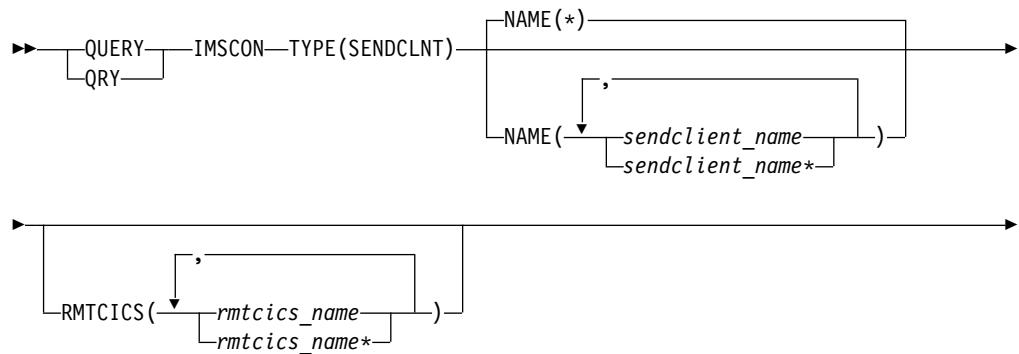 NAME(*)
QUERY IMSCON TYPE(SENDCLNT)
QRY
,
NAME( sendclient_name )
sendclient_name*
,
RMTCICS( rmtcics_name )
rmtcics_name*